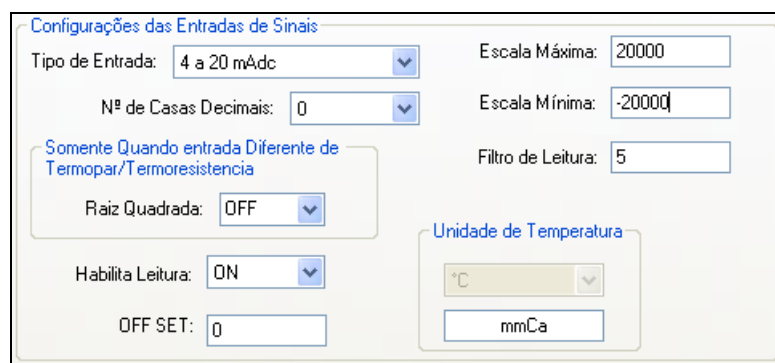 Configurações das Entradas de Sinais
Tipo de Entrada: 4 a 20 mAdc
Escala Máxima: 20000
Nº de Casas Decimais: 0
Escala Mínima: -20000
Somente Quando entrada Diferente de
Termopar/Termoresistencia
Filtro de Leitura: 5
Raiz Quadrada: OFF
Unidade de Temperatura
Habilita Leitura: ON
°C
OFF SET: 0
mmCa